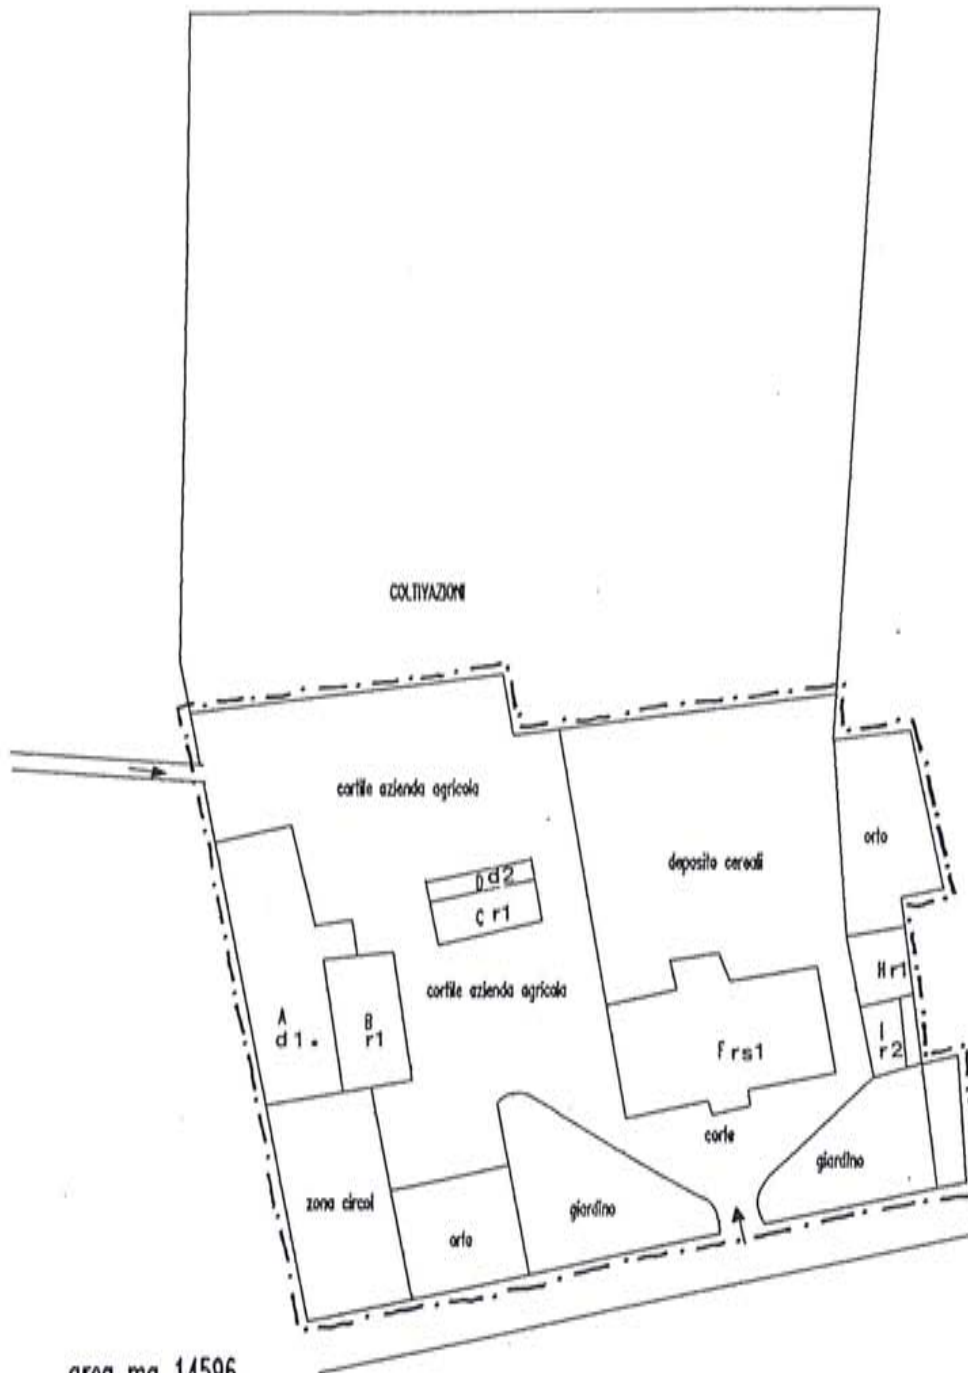 COLTIVAZIONI
cortile azienda agricola
orto
deposito cereali
D d2
C r1
H r1
cortile azienda agricola
A
d1.
B
r1
I
r2
F rs1
corte
giardino
zona circol
giardino
orto
area mq 14596